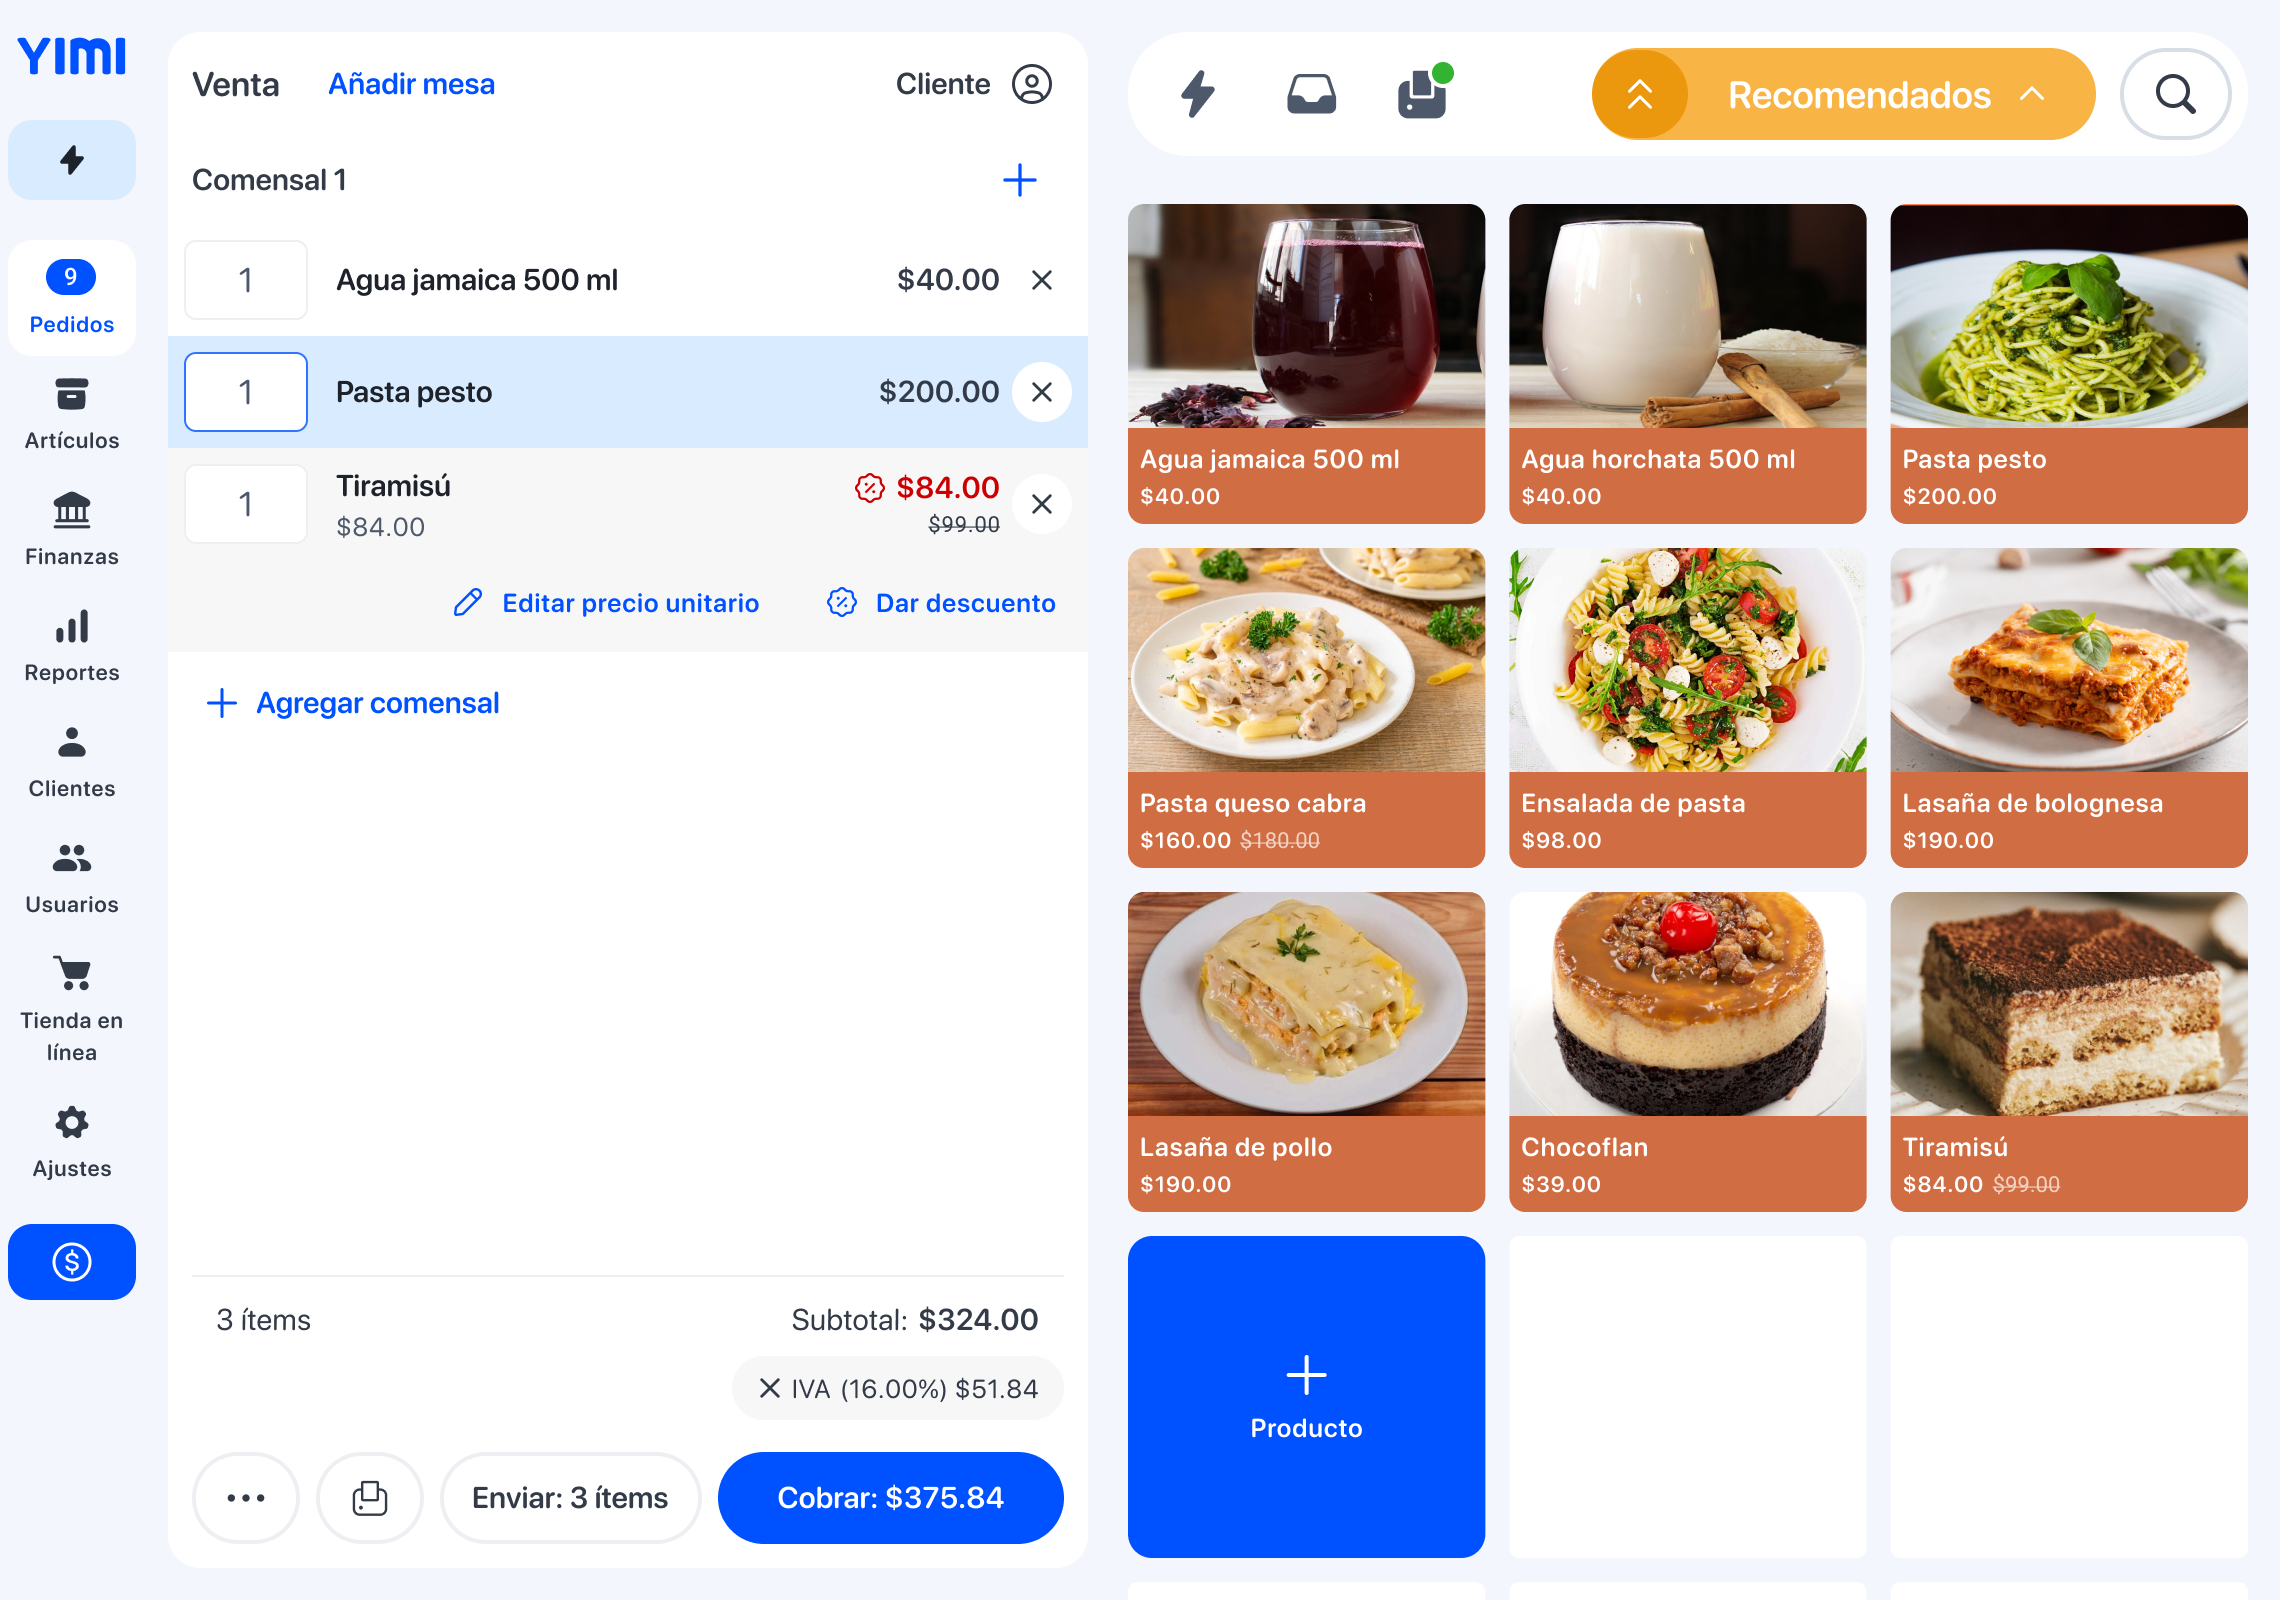 YIMI
9
Pedidos
Artículos
Finanzas
Reportes
Clientes
Usuarios
Tienda en
línea
Ajustes
Venta
Añadir mesa
Cliente
Comensal 1
1
Agua jamaica 500 ml
$40.00
1
Pasta pesto
$200.00
1
Tiramisú
$84.00
$84.00
$99.00
Editar precio unitario
Dar descuento
Agregar comensal
3 ítems
Subtotal: $324.00
IVA (16.00%) $51.84
Enviar: 3 ítems
Cobrar: $375.84
Recomendados
Agua jamaica 500 ml
$40.00
Agua horchata 500 ml
$40.00
Pasta pesto
$200.00
Pasta queso cabra
$160.00 $180.00
Ensalada de pasta
$98.00
Lasaña de bolognesa
$190.00
Lasaña de pollo
$190.00
Chocoflan
$39.00
Tiramisú
$84.00 $99.00
Producto